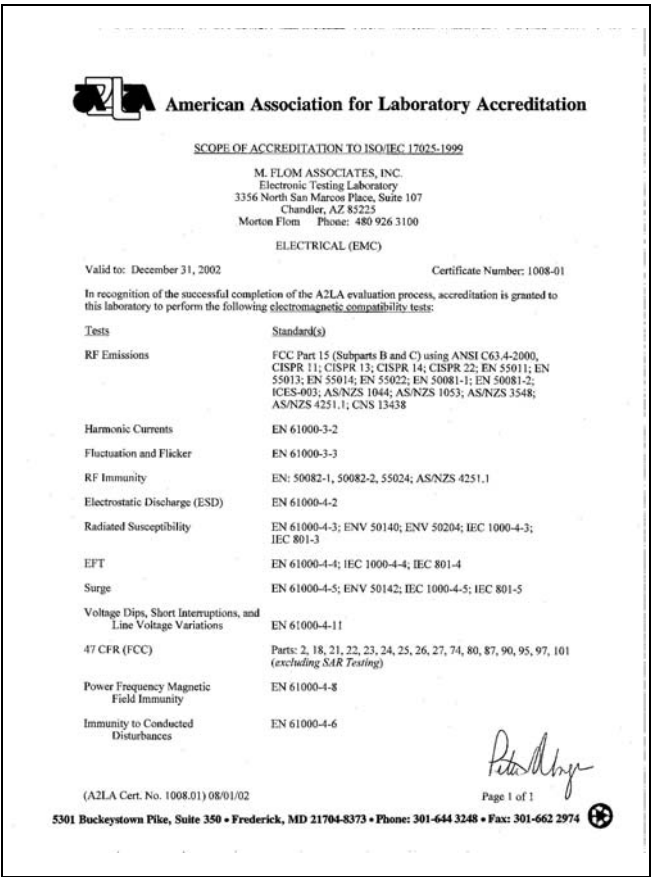 A2LA American Association for Laboratory Accreditation
SCOPE OF ACCREDITATION TO ISO/IEC 17025-1999
M. FLOM ASSOCIATES, INC.
Electronic Testing Laboratory
3356 North San Marcos Place, Suite 107
Chandler, AZ 85225
Morton Flom Phone: 480 926 3100
ELECTRICAL (EMC)
Valid to: December 31, 2002 Certificate Number: 1008-01
In recognition of the successful completion of the A2LA evaluation process, accreditation is granted to
this laboratory to perform the following electromagnetic compatibility tests:
Tests Standard(s)
RF Emissions FCC Part 15 (Subparts B and C) using ANSI C63.4-2000,
CISPR 11; CISPR 13; CISPR 14; CISPR 22; EN 55011; EN
55013; EN 55014; EN 55022; EN 50081-1; EN 50081-2;
ICES-003; AS/NZS 1044; AS/NZS 1053; AS/NZS 3548;
AS/NZS 4251.1; CNS 13438
Harmonic Currents EN 61000-3-2
Fluctuation and Flicker EN 61000-3-3
RF Immunity EN: 50082-1, 50082-2, 55024; AS/NZS 4251.1
Electrostatic Discharge (ESD) EN 61000-4-2
Radiated Susceptibility EN 61000-4-3; ENV 50140; ENV 50204; IEC 1000-4-3;
IEC 801-3
EFT EN 61000-4-4; IEC 1000-4-4; IEC 801-4
Surge EN 61000-4-5; ENV 50142; IEC 1000-4-5; IEC 801-5
Voltage Dips, Short Interruptions, and
Line Voltage Variations EN 61000-4-11
47 CFR (FCC) Parts: 2, 18, 21, 22, 23, 24, 25, 26, 27, 74, 80, 87, 90, 95, 97, 101
(excluding SAR Testing)
Power Frequency Magnetic EN 61000-4-8
Field Immunity
Immunity to Conducted EN 61000-4-6
Disturbances
(A2LA Cert. No. 1008.01) 08/01/02 Page 1 of 1
5301 Buckeystown Pike, Suite 350 • Frederick, MD 21704-8373 • Phone: 301-644 3248 • Fax: 301-662 2974